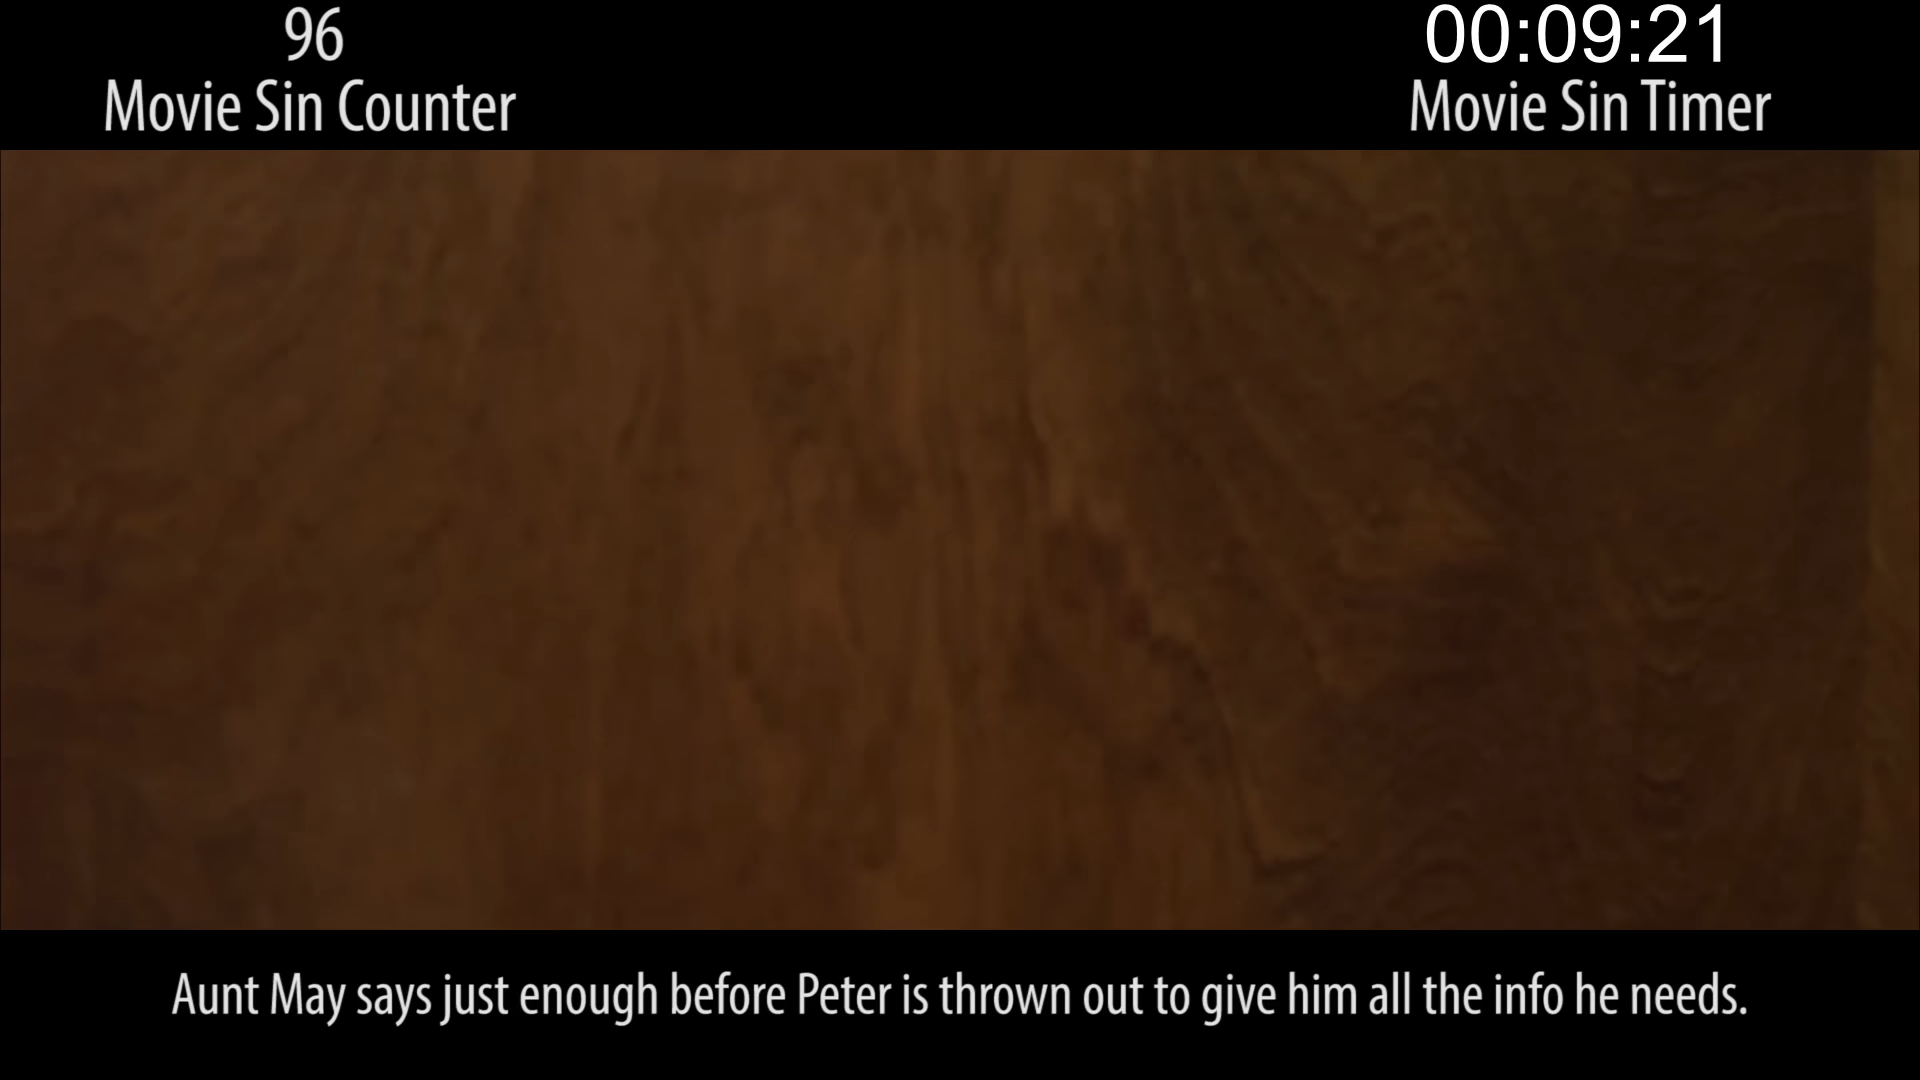 96
Movie Sin Counter
00:09:21
Movie Sin Timer
Aunt May says just enough before Peter is thrown out to give him all the info he needs.